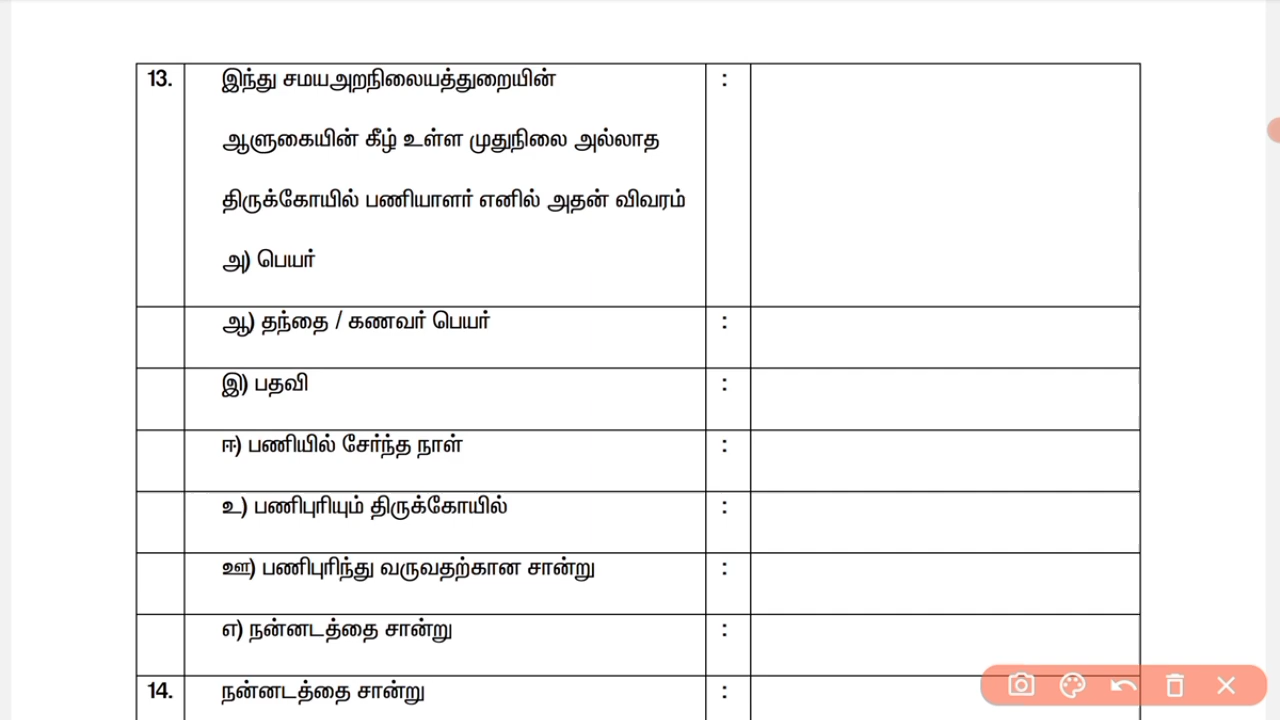 13. இந்து சமயஅறநிலையத்துறையின் :
ஆளுகையின் கீழ் உள்ள முதுநிலை அல்லாத
திருக்கோயில் பணியாளர் எனில் அதன் விவரம்
அ) பெயர்
ஆ) தந்தை / கணவர் பெயர் :
இ) பதவி :
ஈ) பணியில் சேர்ந்த நாள் :
உ) பணிபுரியும் திருக்கோயில் :
ஊ) பணிபுரிந்து வருவதற்கான சான்று :
எ) நன்னடத்தை சான்று :
14. நன்னடத்தை சான்று :